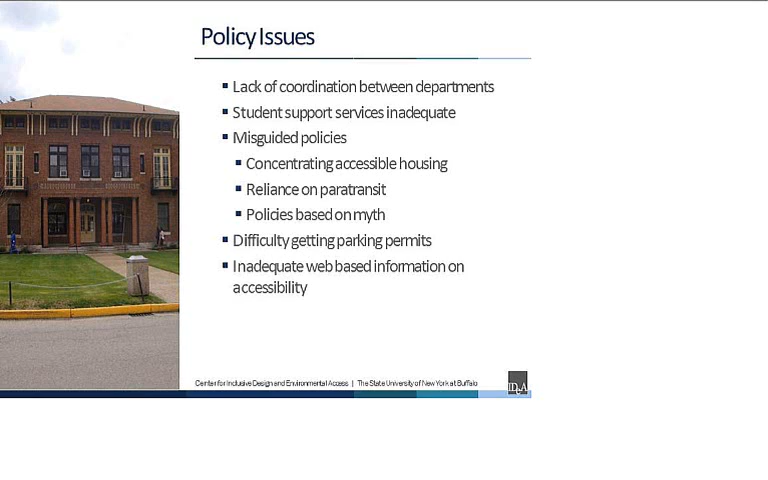 Policy Issues
Lack of coordination between departments
Student support services inadequate
Misguided policies
Concentrating accessible housing
Reliance on paratransit
Policies based on myth
Difficulty getting parking permits
Inadequate web based information on
accessibility
Center for Inclusive Design and Environmental Access | The State University of New York at Buffalo
IDeA